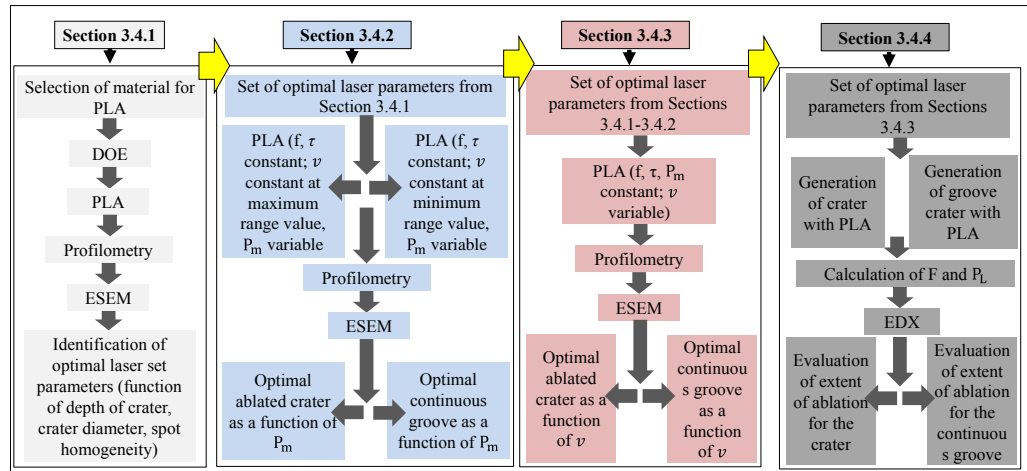 Section 3.4.1
Selection of material for
PLA
DOE
PLA
Profilometry
ESEM
Identification of
optimal laser set
parameters (function
of depth of crater,
crater diameter, spot
homogeneity)
Section 3.4.2
Set of optimal laser parameters from
Section 3.4.1
PLA (f, τ
constant; v
constant at
maximum
range value,
Pm variable
PLA (f, τ
constant; v
constant at
minimum
range value,
Pm variable
Profilometry
ESEM
Optimal
ablated crater
as a function of
Pm
Optimal
continuous
groove as a
function of Pm
Section 3.4.3
Set of optimal laser
parameters from Sections
3.4.1-3.4.2
PLA (f, τ, Pm
constant; v
variable)
Profilometry
ESEM
Optimal
ablated
crater as a
function
of v
Optimal
continuou
s groove
as a
function
of v
Section 3.4.4
Set of optimal laser
parameters from Sections
3.4.3
Generation
of crater
with PLA
Generation
of groove
crater with
PLA
Calculation of F and PL
EDX
Evaluation
of extent
of ablation
for the
crater
Evaluation of
extent of
ablation
for the
continuou
s groove